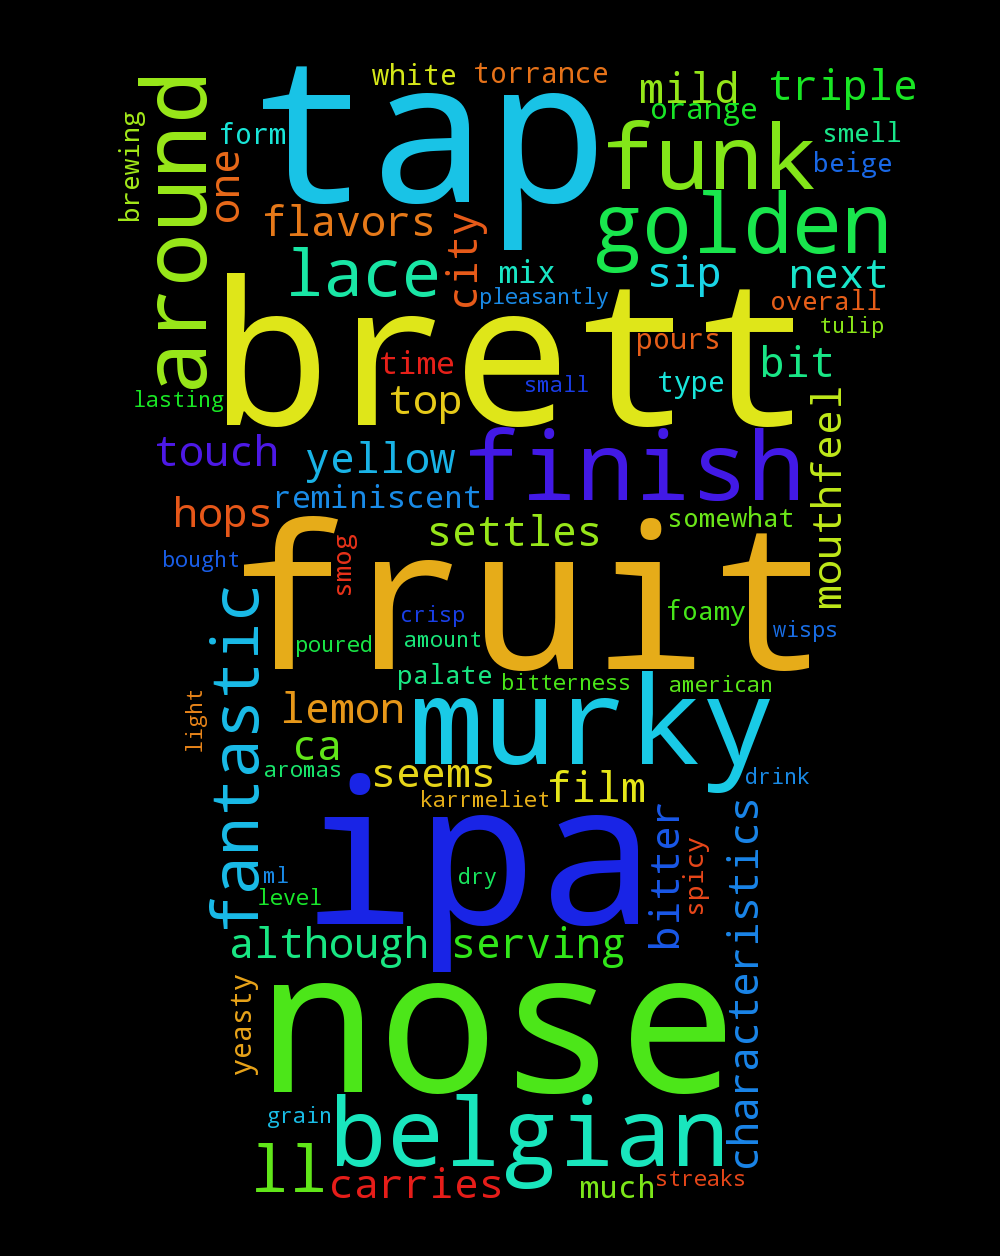 white torrance
tap
mild triple
orange
brewing
around
form
one
funk
smell
beige
flavors
city
golden
lace
mix
sip
next
pleasantly
overall
brett
tulip
pours
time
type
bit
small
top
lasting
mouthfeel
touch
yellow
finish
reminiscent
hops
settles
somewhat
smog
bought
fruit
fantastic
crisp
foamy
wisps
poured
amount
palate
bitterness
american
light
lemon
murky
ca
aromas
seems
drink
karrmeliet
film
ipa
bitter
characteristics
spicy
ml
dry
level
although
serving
yeasty
nose
grain
belgian
ll
carries
much
streaks